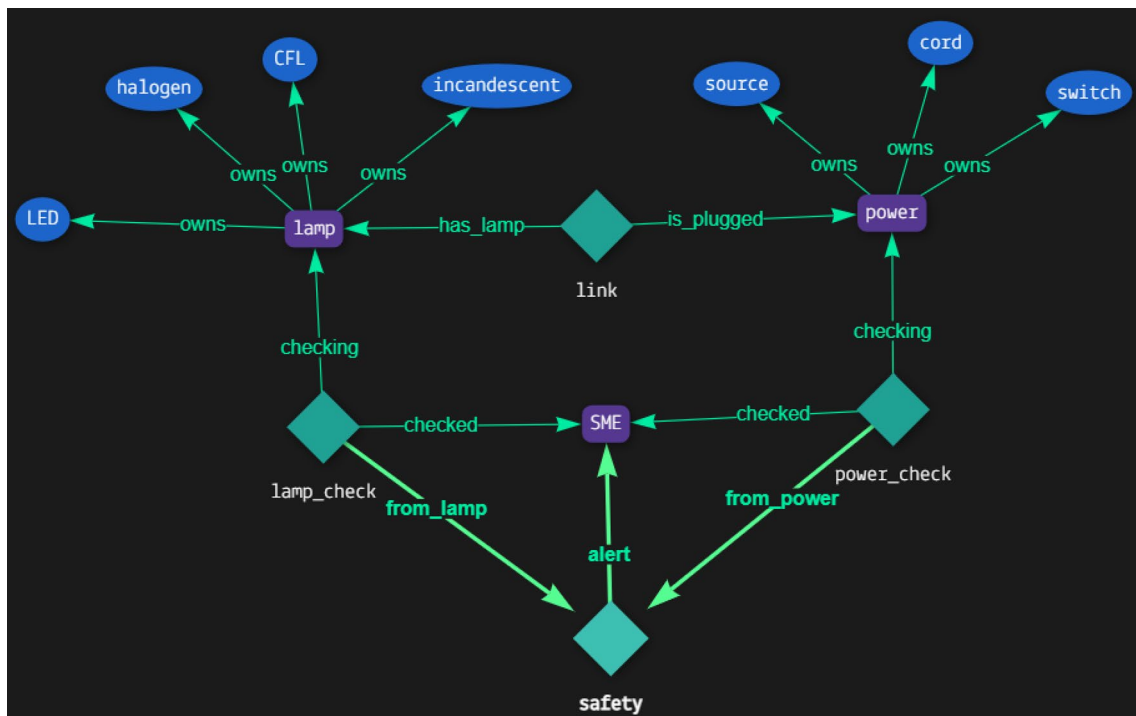 cord
CFL
halogen
incandescent
source
switch
owns
owns
owns
owns
owns
owns
LED
owns
lamp
has_lamp
is_plugged
power
link
checking
checking
checked
SME
checked
lamp_check
power_check
from_lamp
from_power
alert
safety